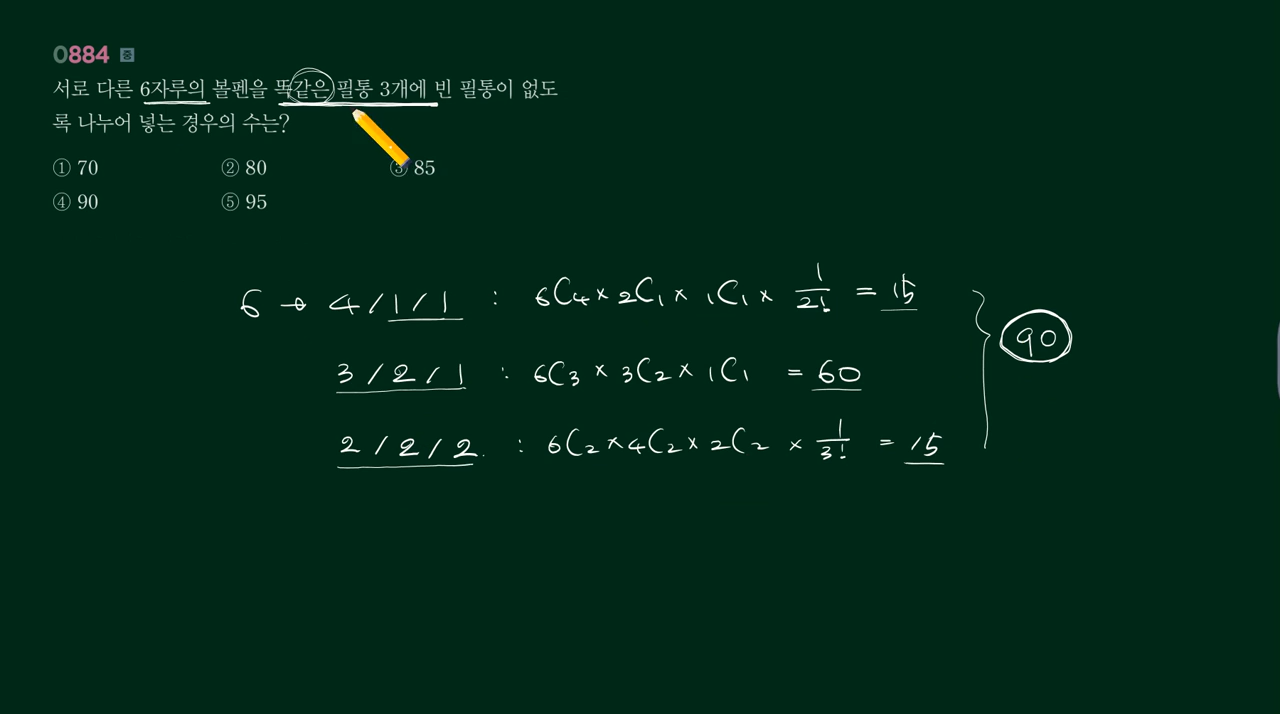 0884 중
서로 다른 6자루의 볼펜을 똑같은 필통 3개에 빈 필통이 없도
록 나누어 넣는 경우의 수는?
① 70 ② 80 ③ 85
④ 90 ⑤ 95
6 → 4 / 1 / 1 : 6C4 × 2C1 × 1C1 × 1/2! = 15
90
3 / 2 / 1 : 6C3 × 3C2 × 1C1 = 60
2 / 2 / 2 : 6C2 × 4C2 × 2C2 × 1/3! = 15